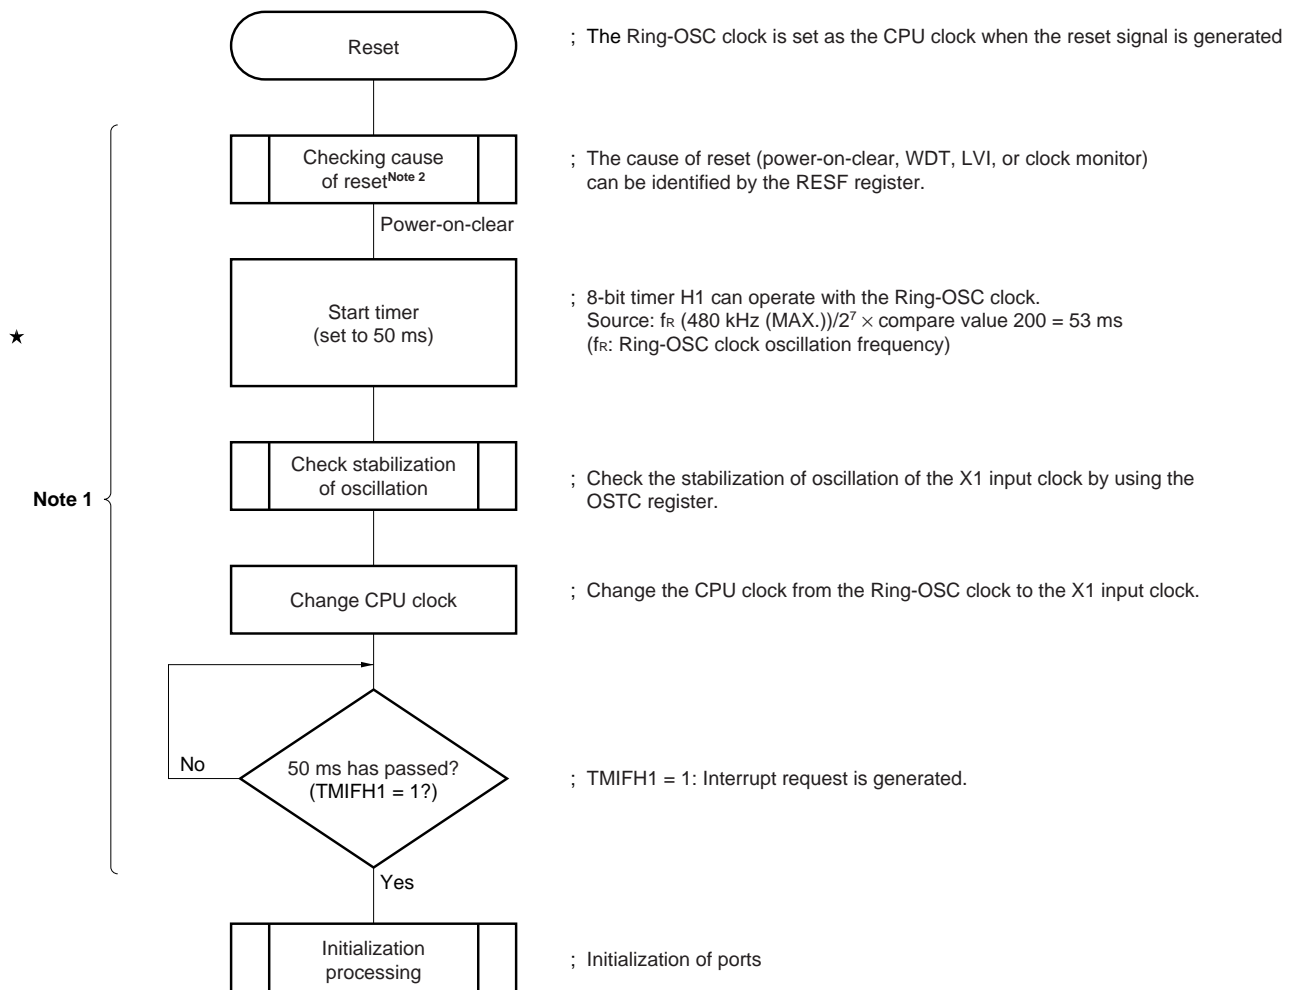 Reset
; The Ring-OSC clock is set as the CPU clock when the reset signal is generated
Checking cause
of reset Note 2
; The cause of reset (power-on-clear, WDT, LVI, or clock monitor)
can be identified by the RESF register.
Power-on-clear
Start timer
(set to 50 ms)
; 8-bit timer H1 can operate with the Ring-OSC clock.
Source: fR (480 kHz (MAX.))/2⁷ × compare value 200 = 53 ms
(fR: Ring-OSC clock oscillation frequency)
★
Check stabilization
of oscillation
; Check the stabilization of oscillation of the X1 input clock by using the
OSTC register.
Note 1
Change CPU clock
; Change the CPU clock from the Ring-OSC clock to the X1 input clock.
No
50 ms has passed?
(TMIFH1 = 1?)
; TMIFH1 = 1: Interrupt request is generated.
Yes
Initialization
processing
; Initialization of ports